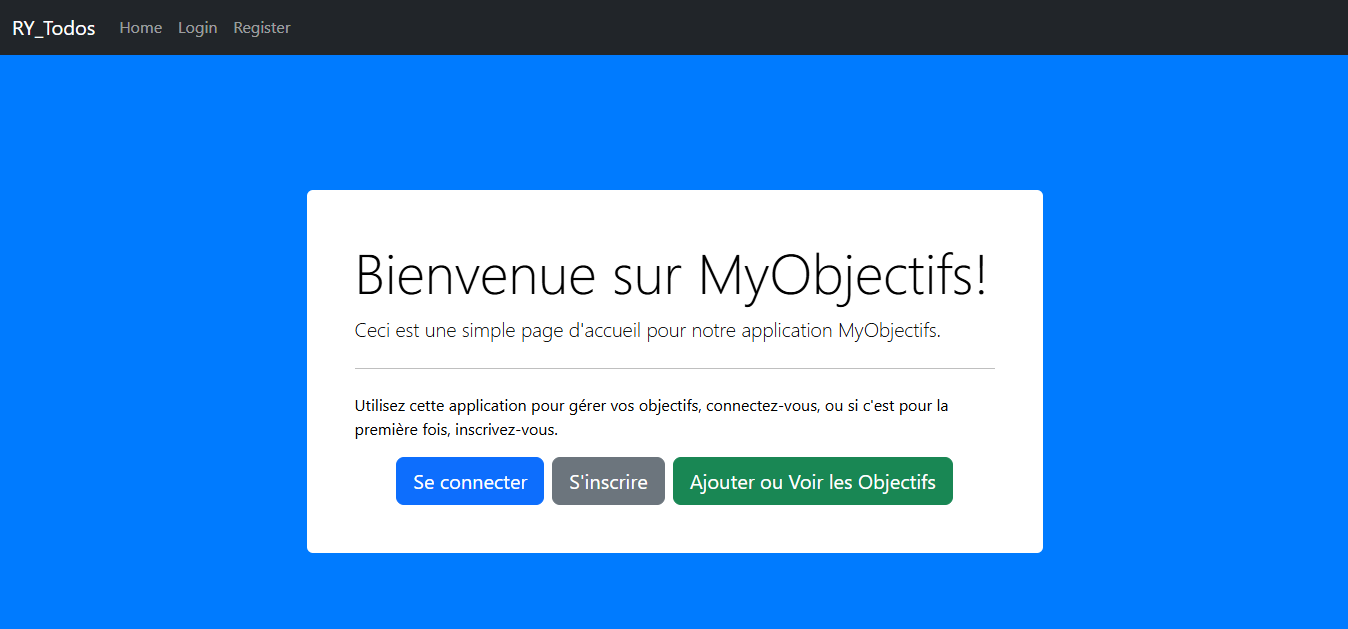 RY_Todos Home Login Register
Bienvenue sur MyObjectifs!
Ceci est une simple page d'accueil pour notre application MyObjectifs.
Utilisez cette application pour gérer vos objectifs, connectez-vous, ou si c'est pour la
première fois, inscrivez-vous.
Se connecter S'inscrire Ajouter ou Voir les Objectifs